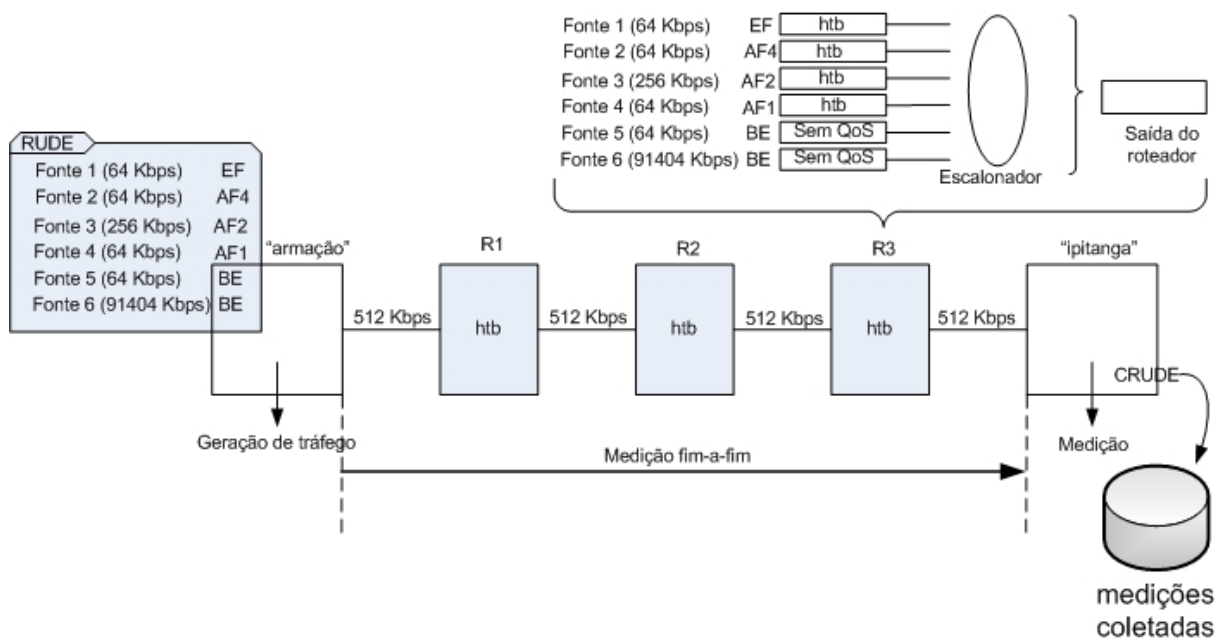 Fonte 1 (64 Kbps) EF htb
Fonte 2 (64 Kbps) AF4 htb
Fonte 3 (256 Kbps) AF2 htb
Fonte 4 (64 Kbps) AF1 htb
Fonte 5 (64 Kbps) BE Sem QoS
Fonte 6 (91404 Kbps) BE Sem QoS
Escalonador
Saída do
roteador
RUDE
Fonte 1 (64 Kbps) EF
Fonte 2 (64 Kbps) AF4
Fonte 3 (256 Kbps) AF2
Fonte 4 (64 Kbps) AF1
Fonte 5 (64 Kbps) BE
Fonte 6 (91404 Kbps) BE
“armação”
R1
R2
R3
“ipitanga”
512 Kbps
htb
512 Kbps
htb
512 Kbps
htb
512 Kbps
CRUDE
Geração de tráfego
Medição
Medição fim-a-fim
medições
coletadas